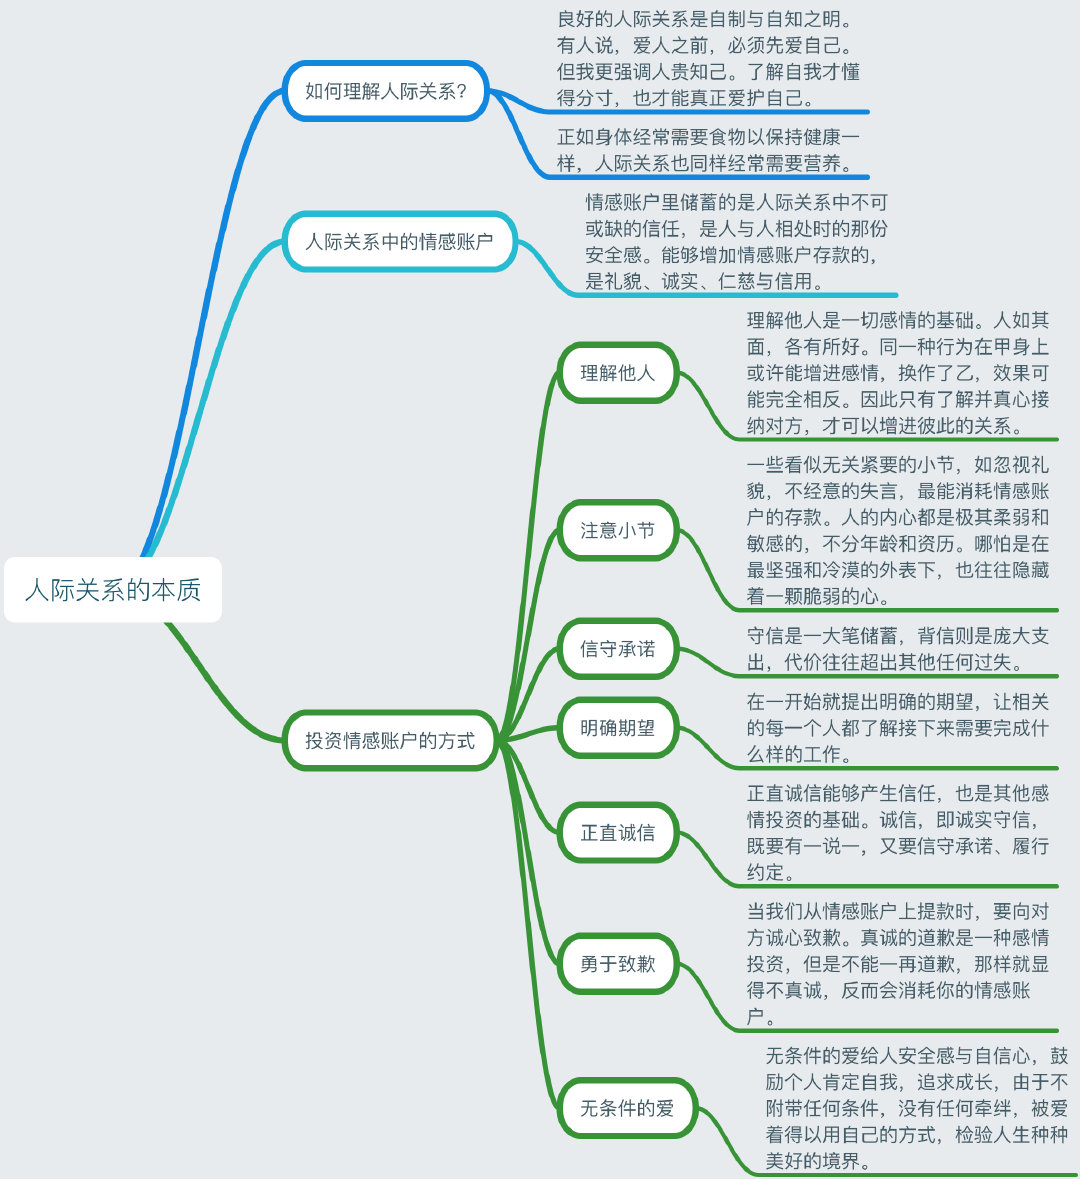 人际关系的本质
如何理解人际关系?
良好的人际关系是自制与自知之明。
有人说，爱人之前，必须先爱自己。
但我更强调人贵知己。了解自我才懂
得分寸，也才能真正爱护自己。
正如身体经常需要食物以保持健康一
样，人际关系也同样经常需要营养。
人际关系中的情感账户
情感账户里储蓄的是人际关系中不可
或缺的信任，是人与人相处时的那份
安全感。能够增加情感账户存款的，
是礼貌、诚实、仁慈与信用。
投资情感账户的方式
理解他人
理解他人是一切感情的基础。人如其
面，各有所好。同一种行为在甲身上
或许能增进感情，换作了乙，效果可
能完全相反。因此只有了解并真心接
纳对方，才可以增进彼此的关系。
注意小节
一些看似无关紧要的小节，如忽视礼
貌，不经意的失言，最能消耗情感账
户的存款。人的内心都是极其柔弱和
敏感的，不分年龄和资历。哪怕是在
最坚强和冷漠的外表下，也往往隐藏
着一颗脆弱的心。
信守承诺
守信是一大笔储蓄，背信则是庞大支
出，代价往往超出其他任何过失。
明确期望
在一开始就提出明确的期望，让相关
的每一个人都了解接下来需要完成什
么样的工作。
正直诚信
正直诚信能够产生信任，也是其他感
情投资的基础。诚信，即诚实守信，
既要有一说一，又要信守承诺、履行
约定。
勇于致歉
当我们从情感账户上提款时，要向对
方诚心致歉。真诚的道歉是一种感情
投资，但是不能一再道歉，那样就显
得不真诚，反而会消耗你的情感账
户。
无条件的爱
无条件的爱给人安全感与自信心，鼓
励个人肯定自我，追求成长，由于不
附带任何条件，没有任何牵绊，被爱
着得以用自己的方式，检验人生种种
美好的境界。